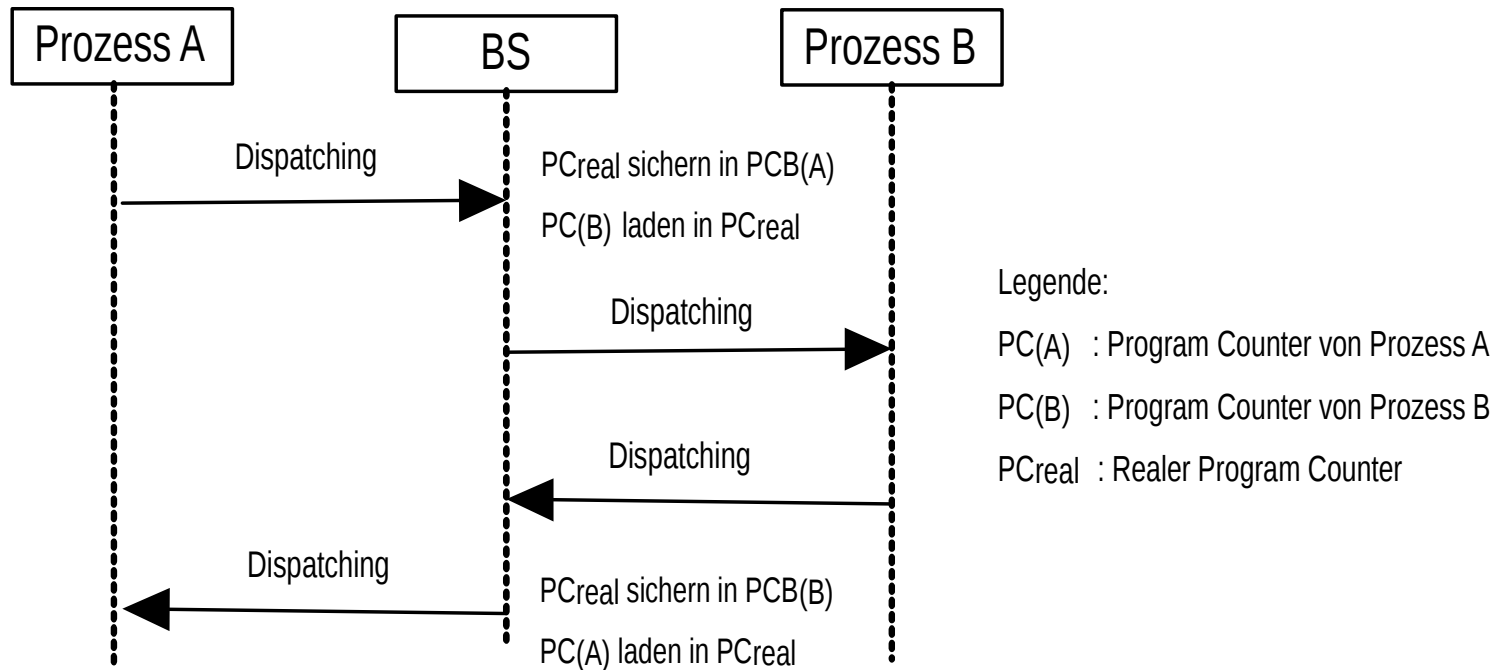 Prozess A
BS
Prozess B
Dispatching
PCreal sichern in PCB(A)
PC(B) laden in PCreal
Dispatching
Legende:
PC(A) : Program Counter von Prozess A
PC(B) : Program Counter von Prozess B
PCreal : Realer Program Counter
Dispatching
Dispatching
PCreal sichern in PCB(B)
PC(A) laden in PCreal